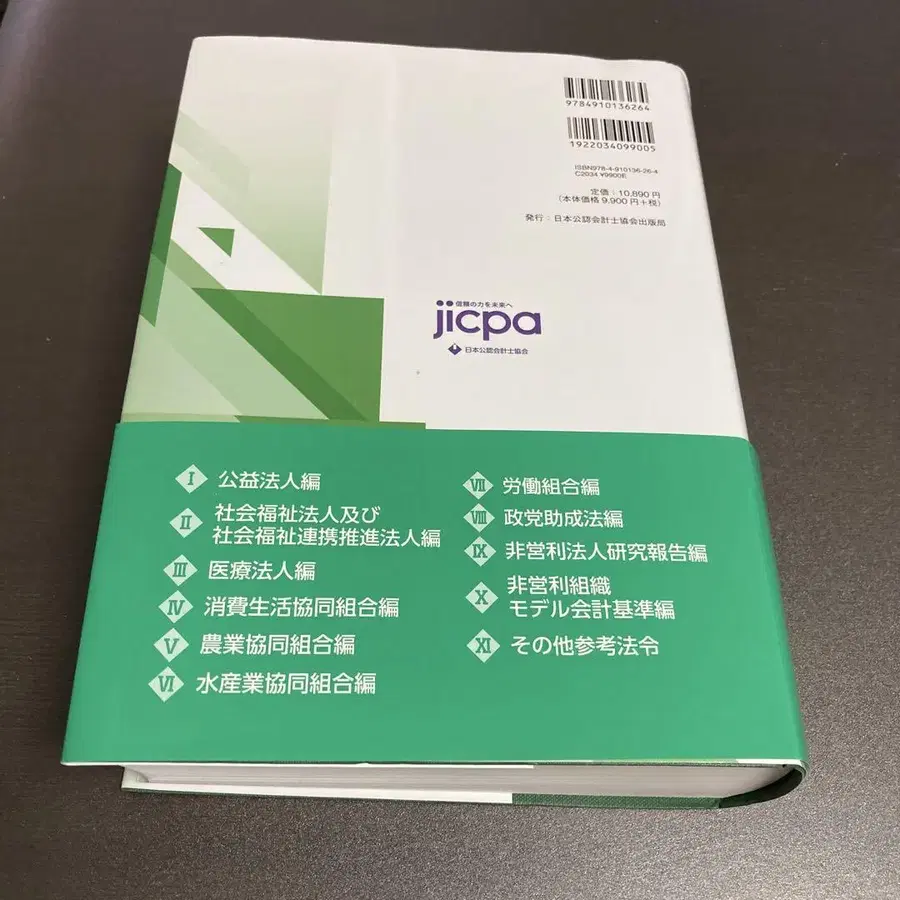 9784910136264
1922034099005
ISBN978-4-910136-26-4
C2034 ¥9900E
定価：10,890円
（本体価格 9,900円＋税）
発行：日本公認会計士協会出版局
信頼の力を未来へ
jicpa
日本公認会計士協会
Ⅰ 公益法人編
Ⅱ 社会福祉法人及び
社会福祉連携推進法人編
Ⅲ 医療法人編
Ⅳ 消費生活協同組合編
Ⅴ 農業協同組合編
Ⅵ 水産業協同組合編
Ⅶ 労働組合編
Ⅷ 政党助成法編
Ⅸ 非営利法人研究報告編
Ⅹ 非営利組織
モデル会計基準編
Ⅺ その他参考法令